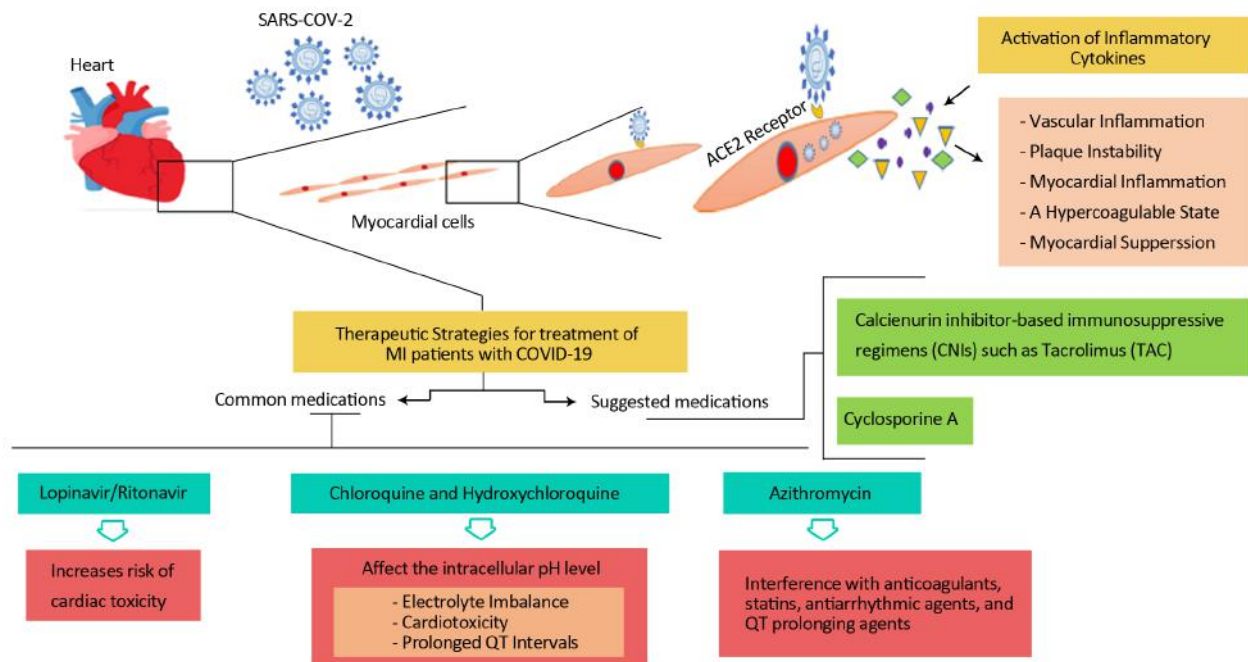 SARS-COV-2
Heart
Myocardial cells
ACE2 Receptor
Activation of Inflammatory
Cytokines
- Vascular Inflammation
- Plaque Instability
- Myocardial Inflammation
- A Hypercoagulable State
- Myocardial Supperssion
Therapeutic Strategies for treatment of
MI patients with COVID-19
Common medications
Suggested medications
Calcienurin inhibitor-based immunosuppressive
regimens (CNIs) such as Tacrolimus (TAC)
Cyclosporine A
Lopinavir/Ritonavir
Increases risk of
cardiac toxicity
Chloroquine and Hydroxychloroquine
Affect the intracellular pH level
- Electrolyte Imbalance
- Cardiotoxicity
- Prolonged QT Intervals
Azithromycin
Interference with anticoagulants,
statins, antiarrhythmic agents, and
QT prolonging agents